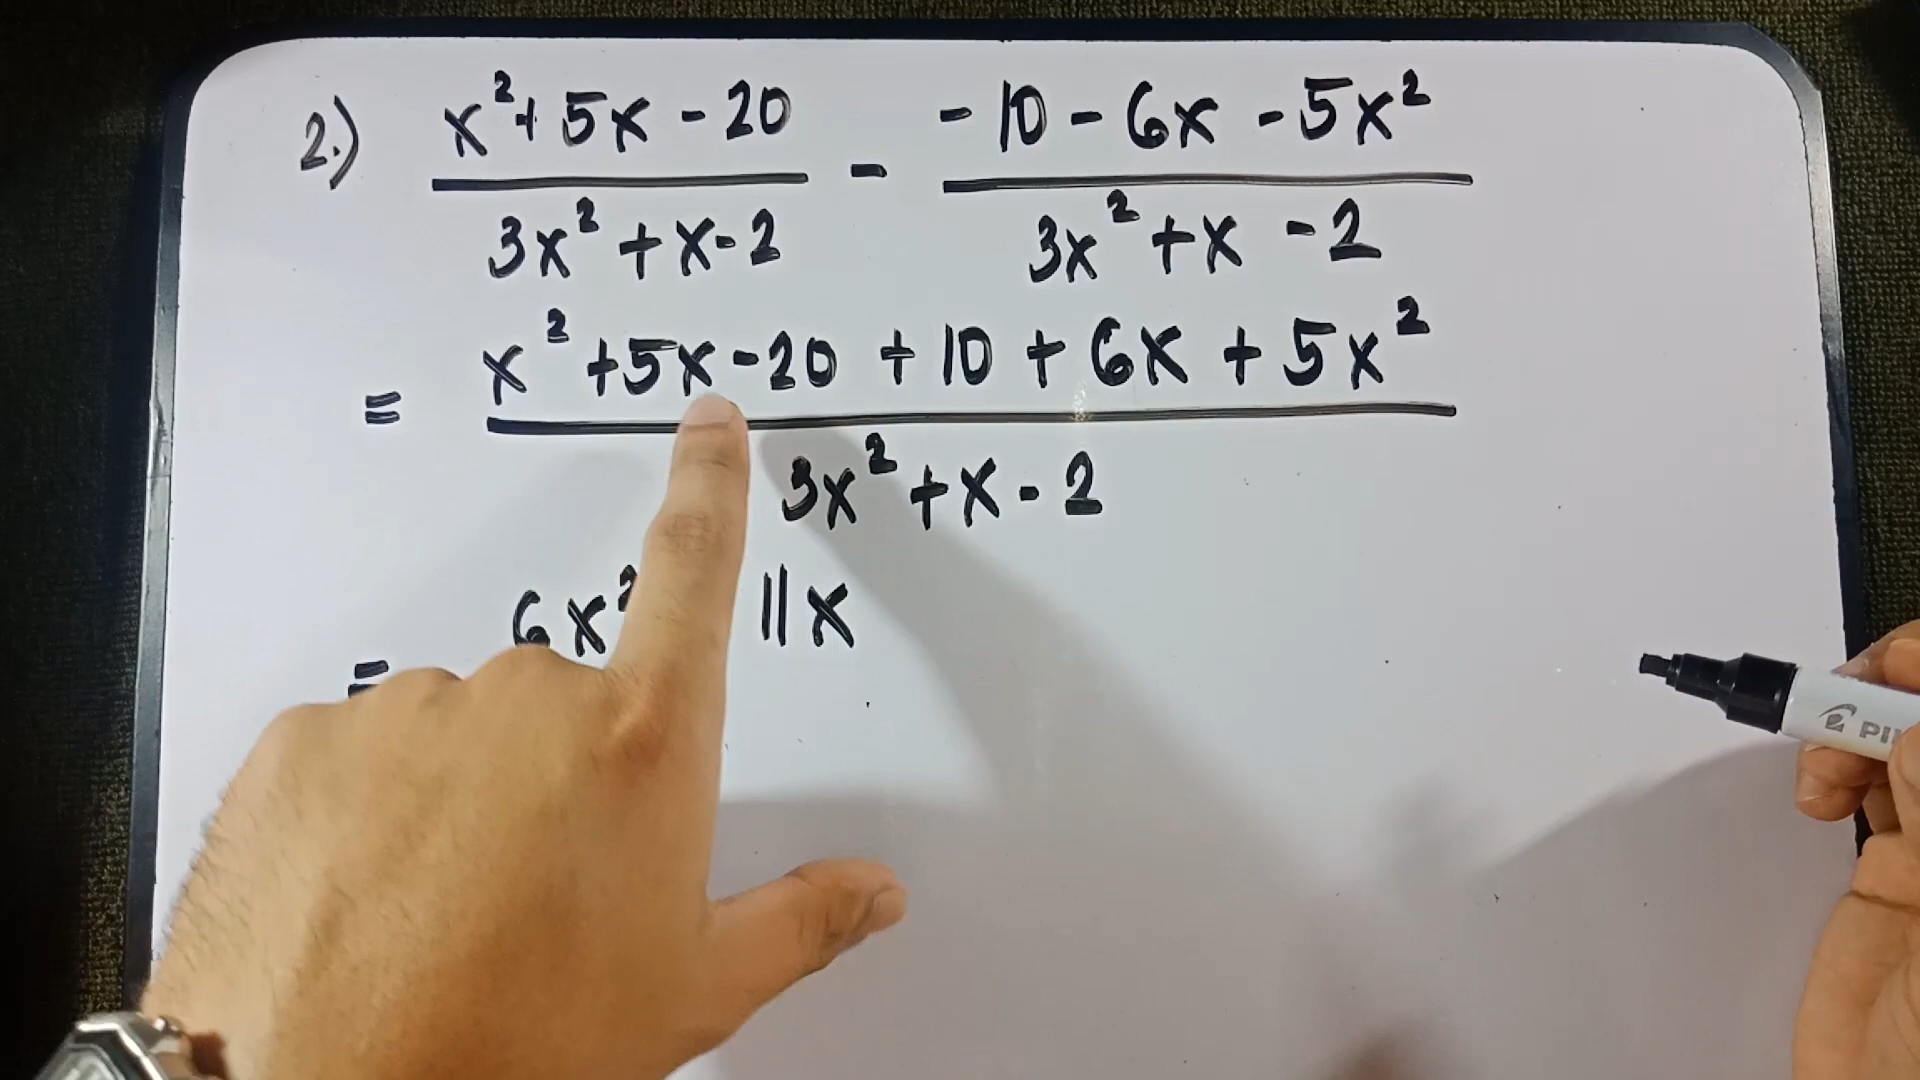 2.) x²+5x-20 - -10-6x-5x²
3x²+x-2 3x²+x-2
= x²+5x-20+10+6x+5x²
3x²+x-2
= 6x² 11x